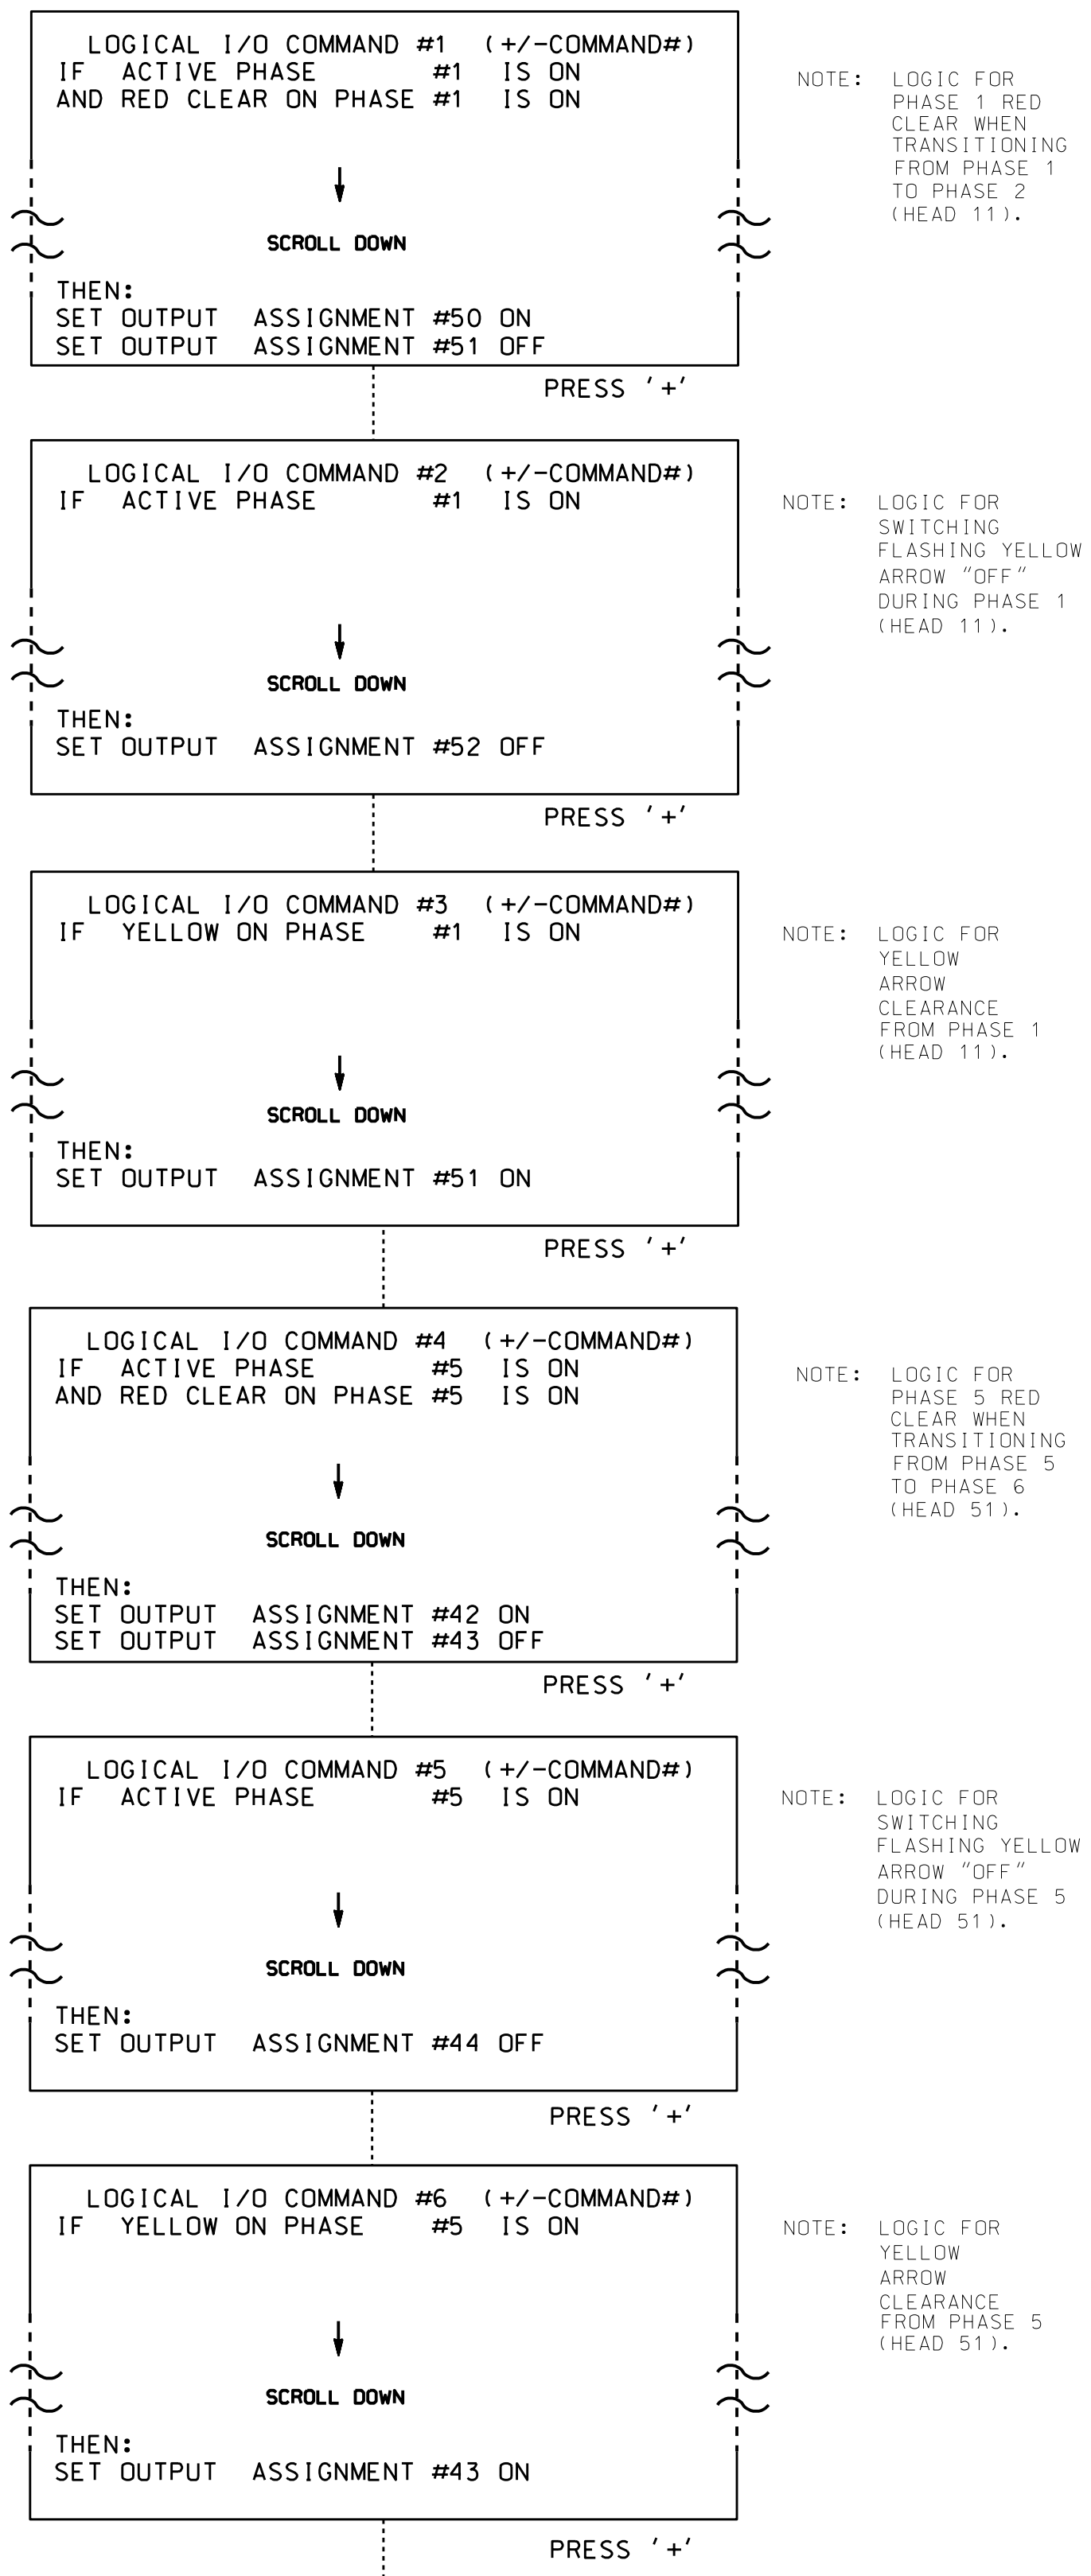 LOGICAL I/O COMMAND #1 (+/-COMMAND#)
IF ACTIVE PHASE #1 IS ON
AND RED CLEAR ON PHASE #1 IS ON
SCROLL DOWN
THEN:
SET OUTPUT ASSIGNMENT #50 ON
SET OUTPUT ASSIGNMENT #51 OFF
PRESS '+'
NOTE: LOGIC FOR
PHASE 1 RED
CLEAR WHEN
TRANSITIONING
FROM PHASE 1
TO PHASE 2
(HEAD 11).
LOGICAL I/O COMMAND #2 (+/-COMMAND#)
IF ACTIVE PHASE #1 IS ON
SCROLL DOWN
THEN:
SET OUTPUT ASSIGNMENT #52 OFF
PRESS '+'
NOTE: LOGIC FOR
SWITCHING
FLASHING YELLOW
ARROW "OFF"
DURING PHASE 1
(HEAD 11).
LOGICAL I/O COMMAND #3 (+/-COMMAND#)
IF YELLOW ON PHASE #1 IS ON
SCROLL DOWN
THEN:
SET OUTPUT ASSIGNMENT #51 ON
PRESS '+'
NOTE: LOGIC FOR
YELLOW
ARROW
CLEARANCE
FROM PHASE 1
(HEAD 11).
LOGICAL I/O COMMAND #4 (+/-COMMAND#)
IF ACTIVE PHASE #5 IS ON
AND RED CLEAR ON PHASE #5 IS ON
SCROLL DOWN
THEN:
SET OUTPUT ASSIGNMENT #42 ON
SET OUTPUT ASSIGNMENT #43 OFF
PRESS '+'
NOTE: LOGIC FOR
PHASE 5 RED
CLEAR WHEN
TRANSITIONING
FROM PHASE 5
TO PHASE 6
(HEAD 51).
LOGICAL I/O COMMAND #5 (+/-COMMAND#)
IF ACTIVE PHASE #5 IS ON
SCROLL DOWN
THEN:
SET OUTPUT ASSIGNMENT #44 OFF
PRESS '+'
NOTE: LOGIC FOR
SWITCHING
FLASHING YELLOW
ARROW "OFF"
DURING PHASE 5
(HEAD 51).
LOGICAL I/O COMMAND #6 (+/-COMMAND#)
IF YELLOW ON PHASE #5 IS ON
SCROLL DOWN
THEN:
SET OUTPUT ASSIGNMENT #43 ON
PRESS '+'
NOTE: LOGIC FOR
YELLOW
ARROW
CLEARANCE
FROM PHASE 5
(HEAD 51).